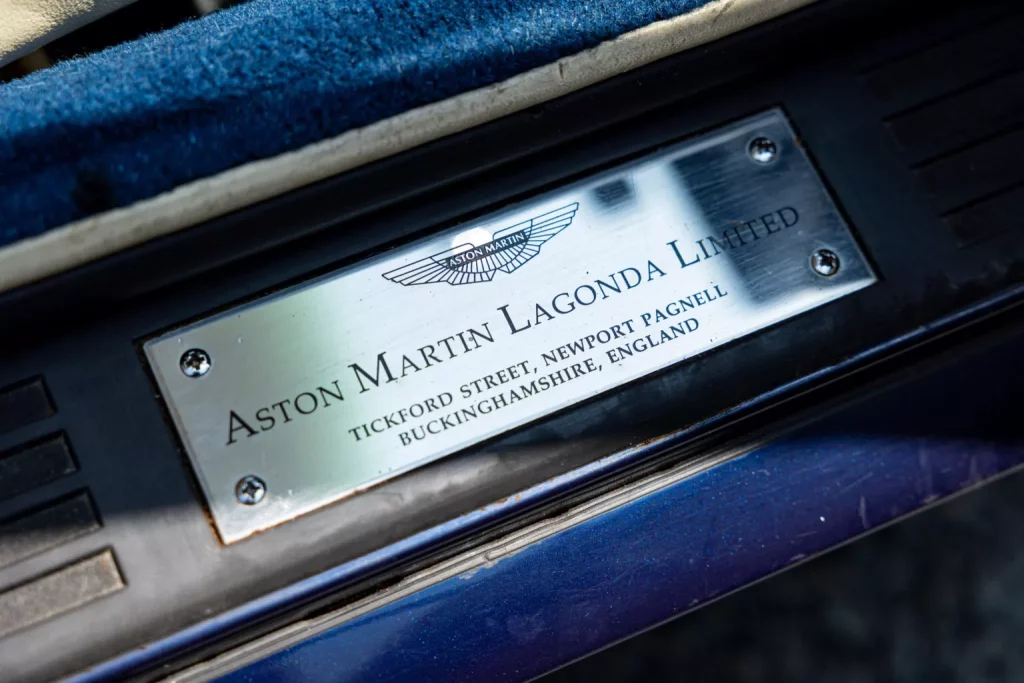 ASTON MARTIN
ASTON MARTIN LAGONDA LIMITED
TICKFORD STREET, NEWPORT PAGNELL
BUCKINGHAMSHIRE, ENGLAND